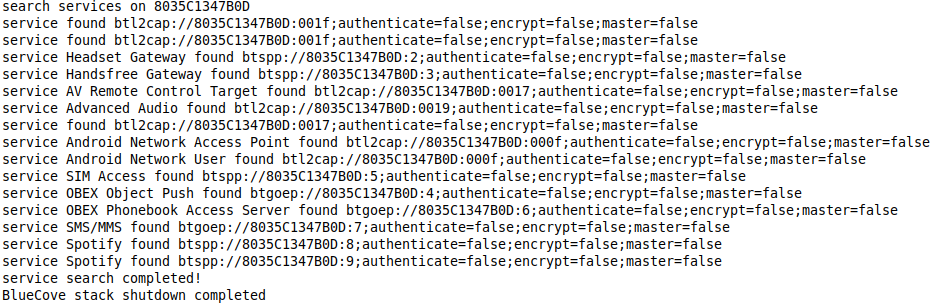 search services on 8035C1347B0D
service found btl2cap://8035C1347B0D:001f;authenticate=false;encrypt=false;master=false
service found btl2cap://8035C1347B0D:001f;authenticate=false;encrypt=false;master=false
service Headset Gateway found btspp://8035C1347B0D:2;authenticate=false;encrypt=false;master=false
service Handsfree Gateway found btspp://8035C1347B0D:3;authenticate=false;encrypt=false;master=false
service AV Remote Control Target found btl2cap://8035C1347B0D:0017;authenticate=false;encrypt=false;master=false
service Advanced Audio found btl2cap://8035C1347B0D:0019;authenticate=false;encrypt=false;master=false
service found btl2cap://8035C1347B0D:0017;authenticate=false;encrypt=false;master=false
service Android Network Access Point found btl2cap://8035C1347B0D:000f;authenticate=false;encrypt=false;master=false
service Android Network User found btl2cap://8035C1347B0D:000f;authenticate=false;encrypt=false;master=false
service SIM Access found btspp://8035C1347B0D:5;authenticate=false;encrypt=false;master=false
service OBEX Object Push found btgoep://8035C1347B0D:4;authenticate=false;encrypt=false;master=false
service OBEX Phonebook Access Server found btgoep://8035C1347B0D:6;authenticate=false;encrypt=false;master=false
service SMS/MMS found btgoep://8035C1347B0D:7;authenticate=false;encrypt=false;master=false
service Spotify found btspp://8035C1347B0D:8;authenticate=false;encrypt=false;master=false
service Spotify found btspp://8035C1347B0D:9;authenticate=false;encrypt=false;master=false
service search completed!
BlueCove stack shutdown completed